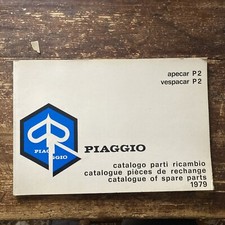 apecar P2
vespacar P2
PIAGGIO
PIAGGIO
catalogo parti ricambio
catalogue pièces de rechange
catalogue of spare parts
1979